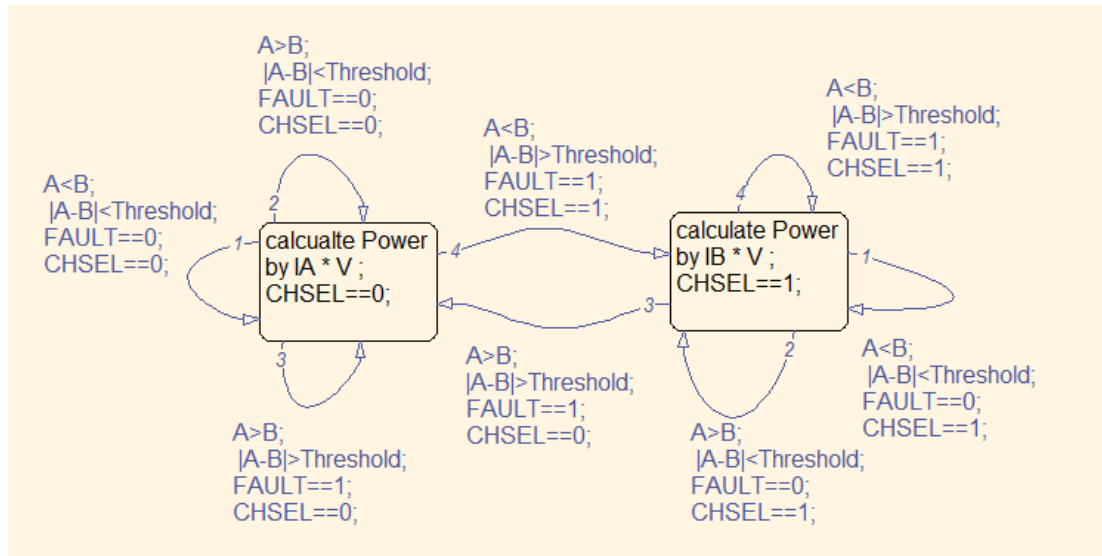 A>B;
|A-B|<Threshold;
FAULT==0;
CHSEL==0;
A<B;
|A-B|<Threshold;
FAULT==0;
CHSEL==0;
2
1
calcualte Power
by IA * V ;
CHSEL==0;
3
4
A>B;
|A-B|>Threshold;
FAULT==1;
CHSEL==0;
A<B;
|A-B|>Threshold;
FAULT==1;
CHSEL==1;
A>B;
|A-B|>Threshold;
FAULT==1;
CHSEL==0;
A<B;
|A-B|>Threshold;
FAULT==1;
CHSEL==1;
4
calculate Power
by IB * V ;
CHSEL==1;
1
3
2
A<B;
|A-B|<Threshold;
FAULT==0;
CHSEL==1;
A>B;
|A-B|<Threshold;
FAULT==0;
CHSEL==1;